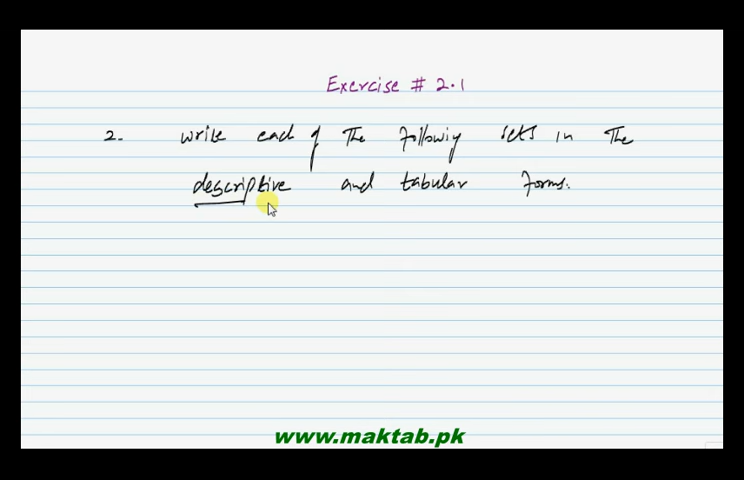 Exercise # 2.1
2. write each of The following sets in The
descriptive and tabular Forms.
www.maktab.pk